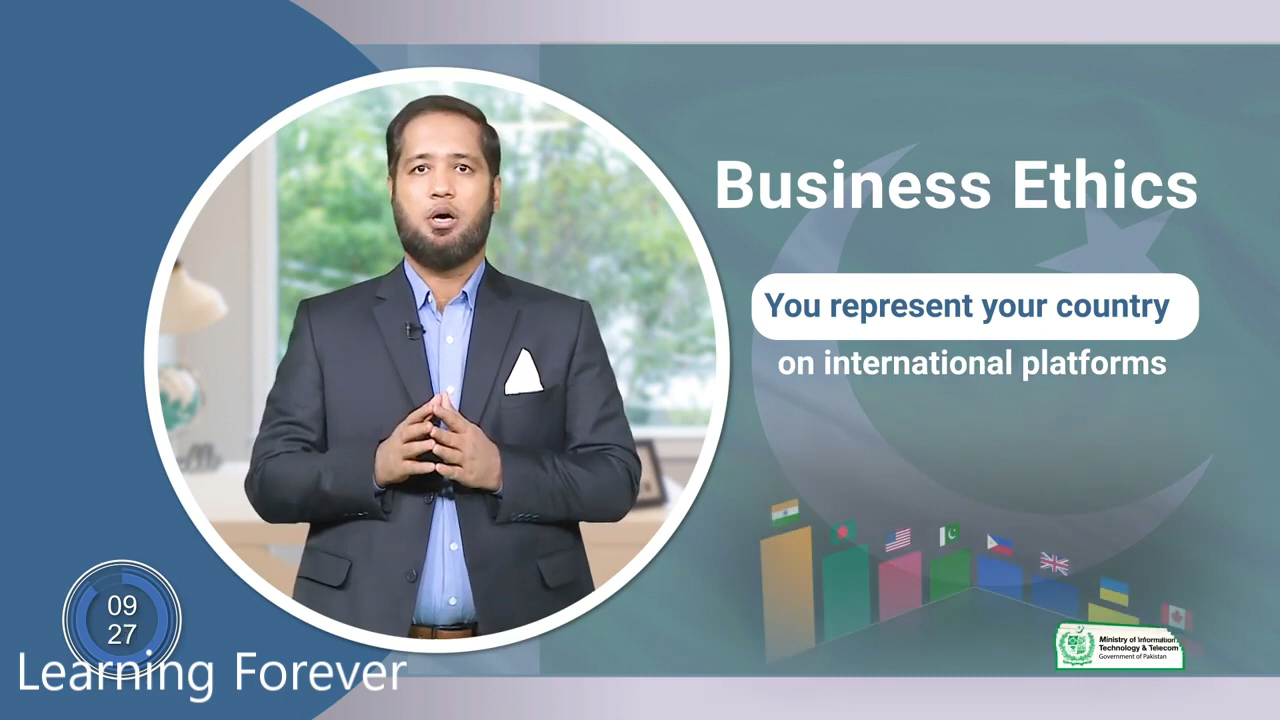 Business Ethics
You represent your country
on international platforms
Ministry of Information
Technology & Telecom
Government of Pakistan
09
27
Learning Forever